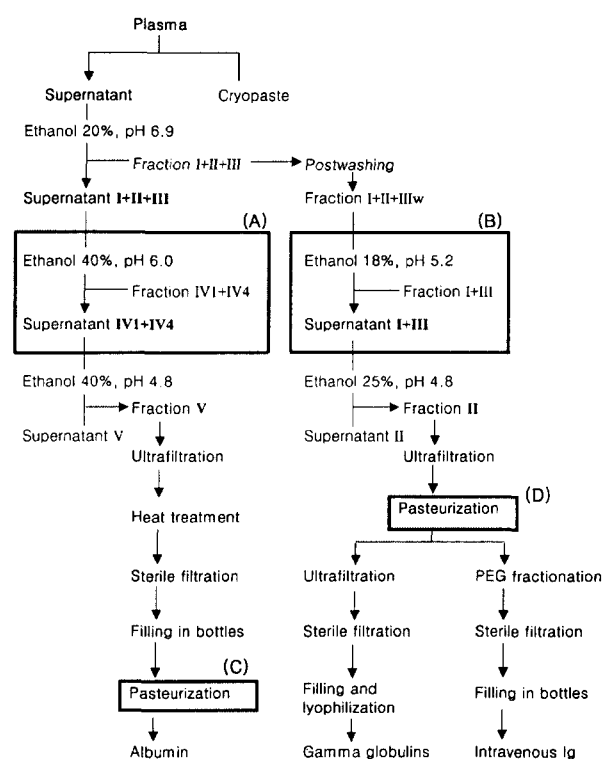 Plasma
Supernatant
Cryopaste
Ethanol 20%, pH 6.9
Fraction I+II+III
Postwashing
Supernatant I+II+III
Fraction I+II+IIIw
(A)
(B)
Ethanol 40%, pH 6.0
Ethanol 18%, pH 5.2
Fraction IV1+IV4
Fraction I+III
Supernatant IV1+IV4
Supernatant I+III
Ethanol 40%, pH 4.8
Ethanol 25%, pH 4.8
Fraction V
Fraction II
Supernatant V
Supernatant II
Ultrafiltration
Ultrafiltration
(D)
Pasteurization
Heat treatment
Sterile filtration
Ultrafiltration
PEG fractionation
Filling in bottles
Sterile filtration
Sterile filtration
(C)
Pasteurization
Filling and
lyophilization
Filling in bottles
Albumin
Gamma globulins
Intravenous Ig